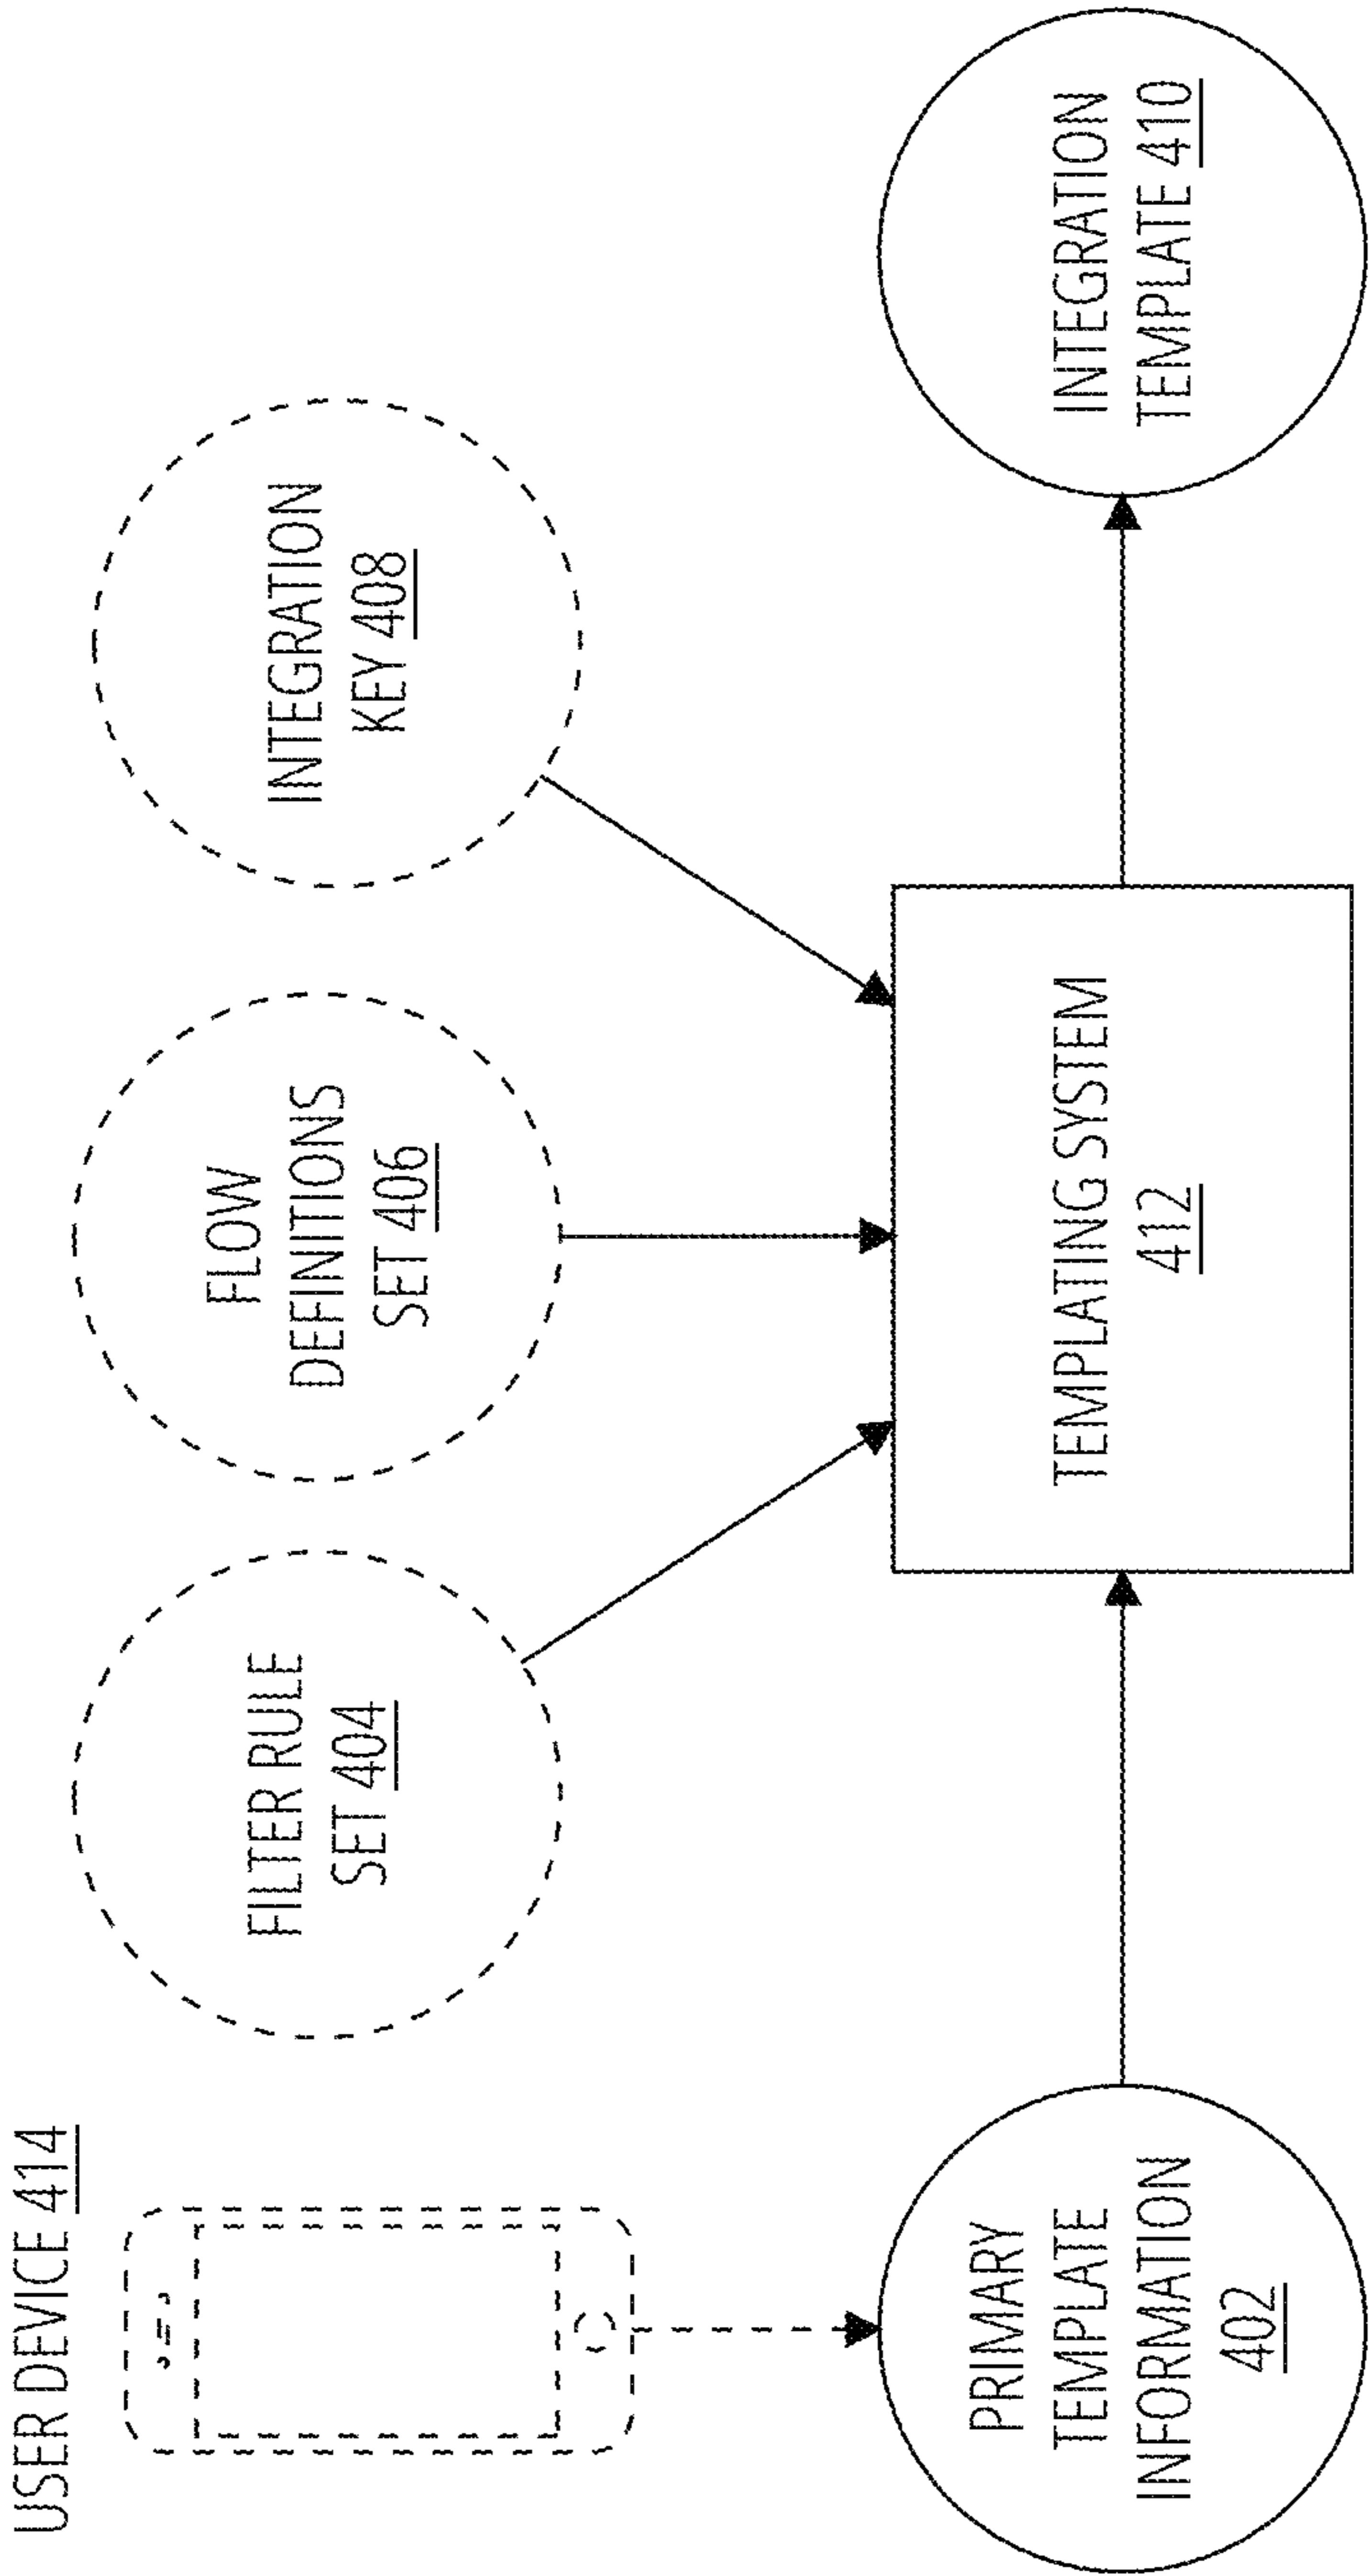 USER DEVICE 414
FILTER RULE
SET 404
FLOW
DEFINITIONS
SET 406
INTEGRATION
KEY 408
PRIMARY
TEMPLATE
INFORMATION
402
TEMPLATING SYSTEM
412
INTEGRATION
TEMPLATE 410